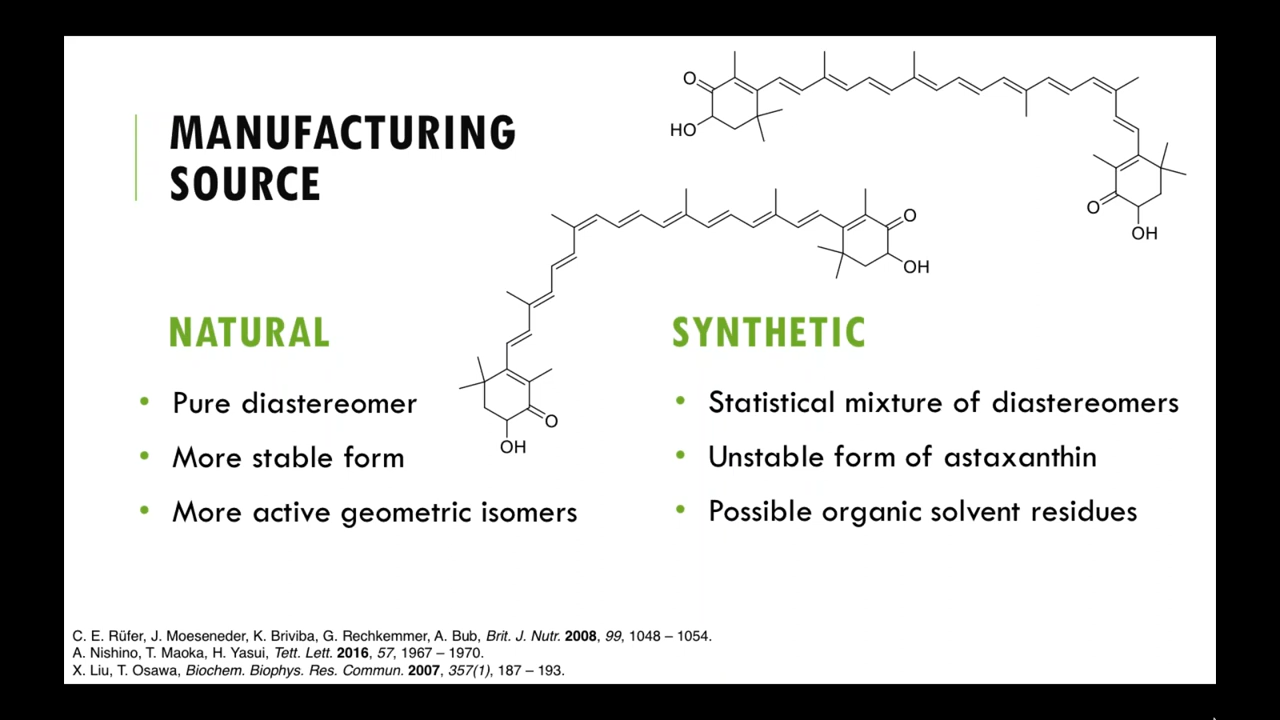 MANUFACTURING
SOURCE
O
HO
O
OH
O
OH
O
OH
NATURAL
• Pure diastereomer
• More stable form
• More active geometric isomers
SYNTHETIC
• Statistical mixture of diastereomers
• Unstable form of astaxanthin
• Possible organic solvent residues
C. E. Rüfer, J. Moeseneder, K. Briviba, G. Rechkemmer, A. Bub, Brit. J. Nutr. 2008, 99, 1048 – 1054.
A. Nishino, T. Maoka, H. Yasui, Tett. Lett. 2016, 57, 1967 – 1970.
X. Liu, T. Osawa, Biochem. Biophys. Res. Commun. 2007, 357(1), 187 – 193.